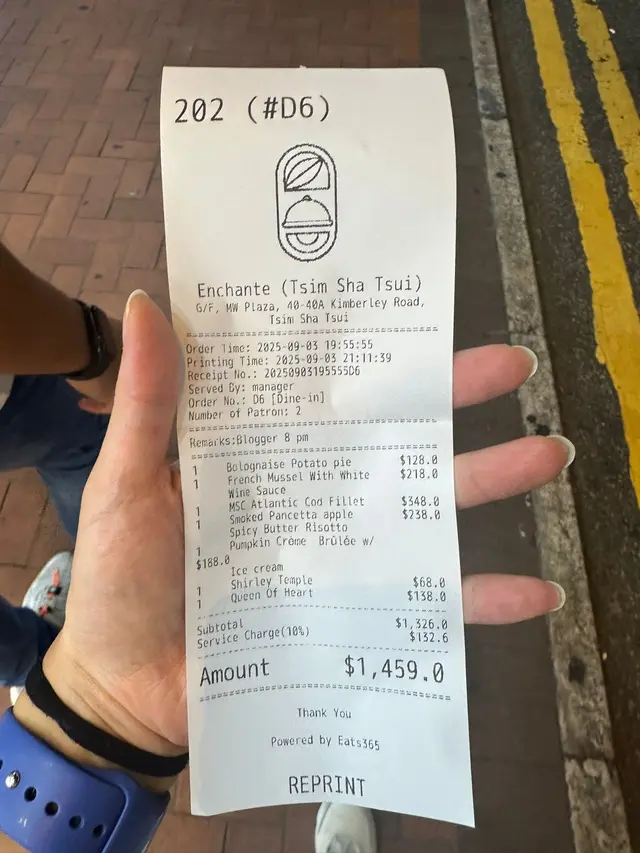 202 (#D6)
Enchante (Tsim Sha Tsui)
G/F, MW Plaza, 40-40A Kimberley Road,
Tsim Sha Tsui
Order Time: 2025-09-03 19:55:55
Printing Time: 2025-09-03 21:11:39
Receipt No.: 20250903195555D6
Served By: manager
Order No.: D6 [Dine-in]
Number of Patron: 2
Remarks:Blogger 8 pm
1 Bolognaise Potato pie $128.0
1 French Mussel With White $218.0
Wine Sauce
1 MSC Atlantic Cod Fillet $348.0
1 Smoked Pancetta apple $238.0
Spicy Butter Risotto
1 Pumpkin Crème Brûlée w/
$188.0
Ice cream
1 Shirley Temple $68.0
1 Queen Of Heart $138.0
Subtotal $1,326.0
Service Charge(10%) $132.6
Amount $1,459.0
Thank You
Powered by Eats365
REPRINT